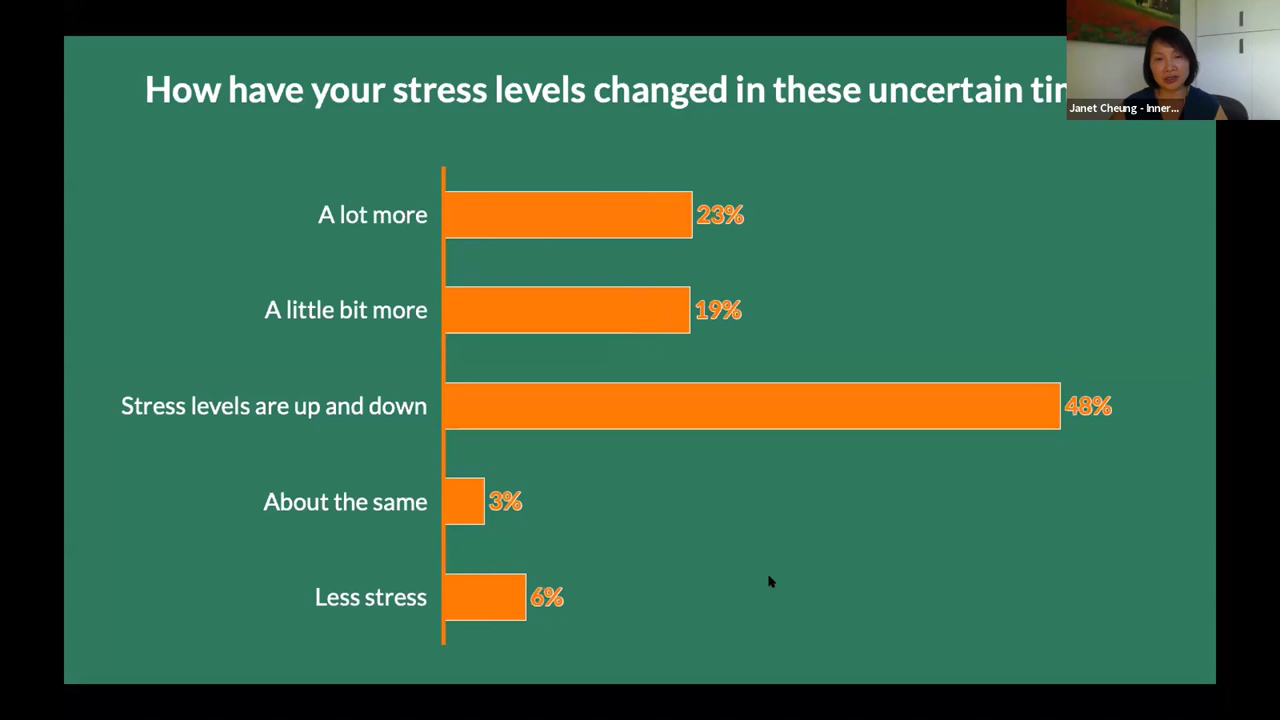 How have your stress levels changed in these uncertain tim
Janet Cheung - Inner...
A lot more
23%
A little bit more
19%
Stress levels are up and down
48%
About the same
3%
Less stress
6%